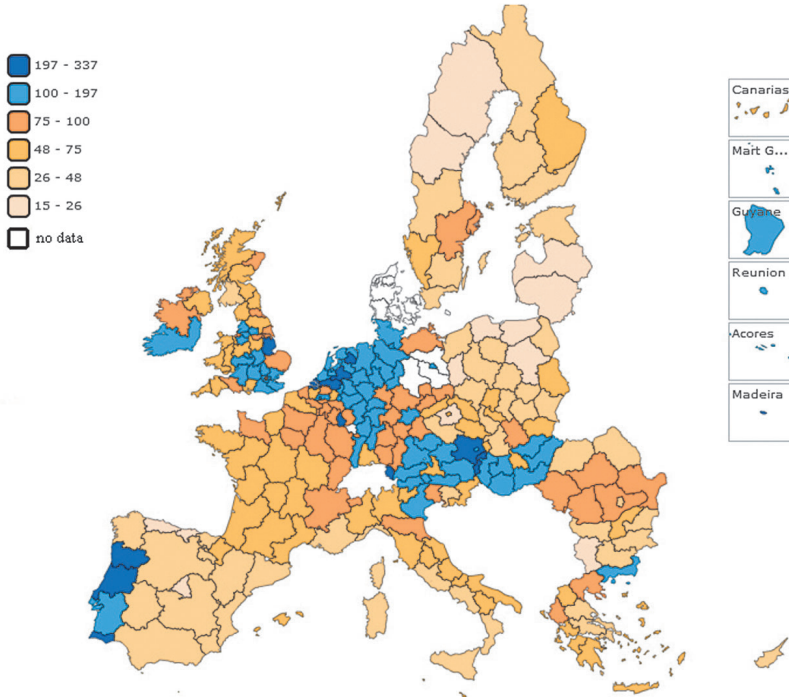 197 - 337
100 - 197
75 - 100
48 - 75
26 - 48
15 - 26
no data
Canarias
Mart G...
Guyane
Reunion
Acores
Madeira